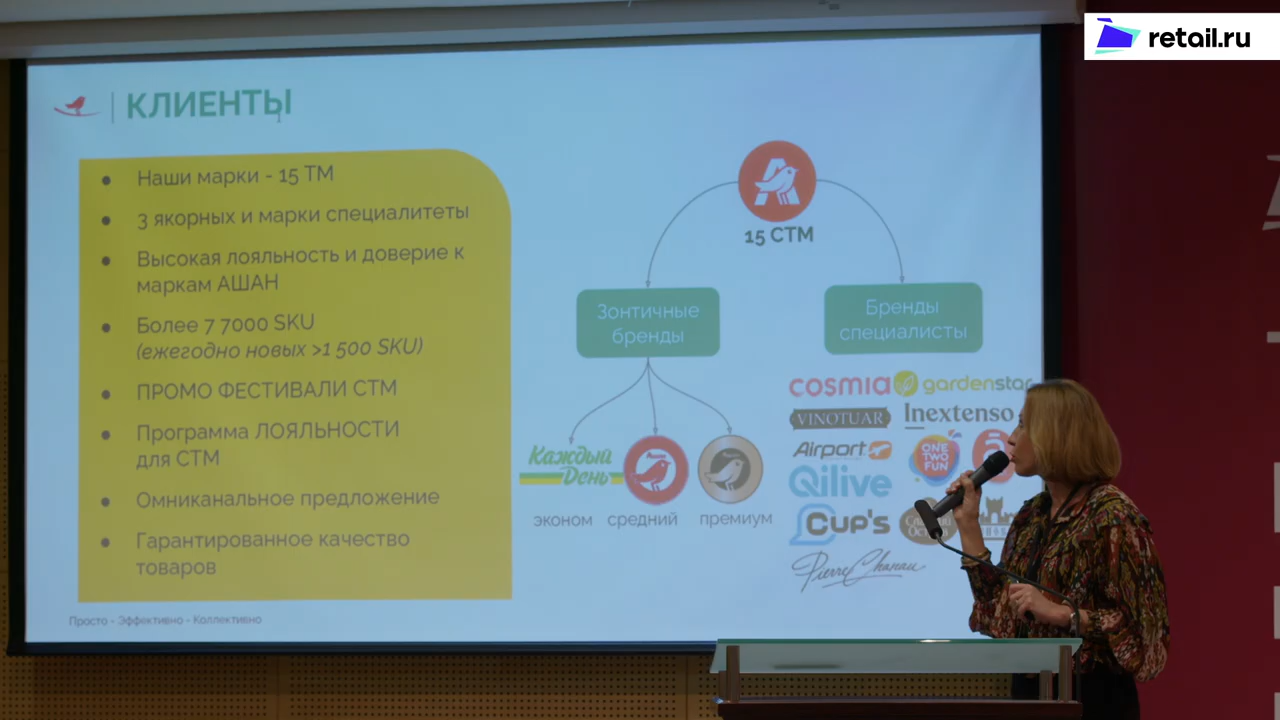 retail.ru
КЛИЕНТЫ
Наши марки - 15 ТМ
3 якорных и марки специалитеты
Высокая лояльность и доверие к
маркам АШАН
Более 7 7000 SKU
(ежегодно новых >1 500 SKU)
ПРОМО ФЕСТИВАЛИ СТМ
Программа ЛОЯЛЬНОСТИ
для СТМ
Омниканальное предложение
Гарантированное качество
товаров
Просто - Эффективно - Коллективно
15 СТМ
Зонтичные
бренды
Каждый
День
эконом средний премиум
Бренды
специалисты
cosmia gardenstar
VINOTUAR Inextenso
Airport
ONE
TWO
FUN
Qilive
Cup's
Pierre Chanau